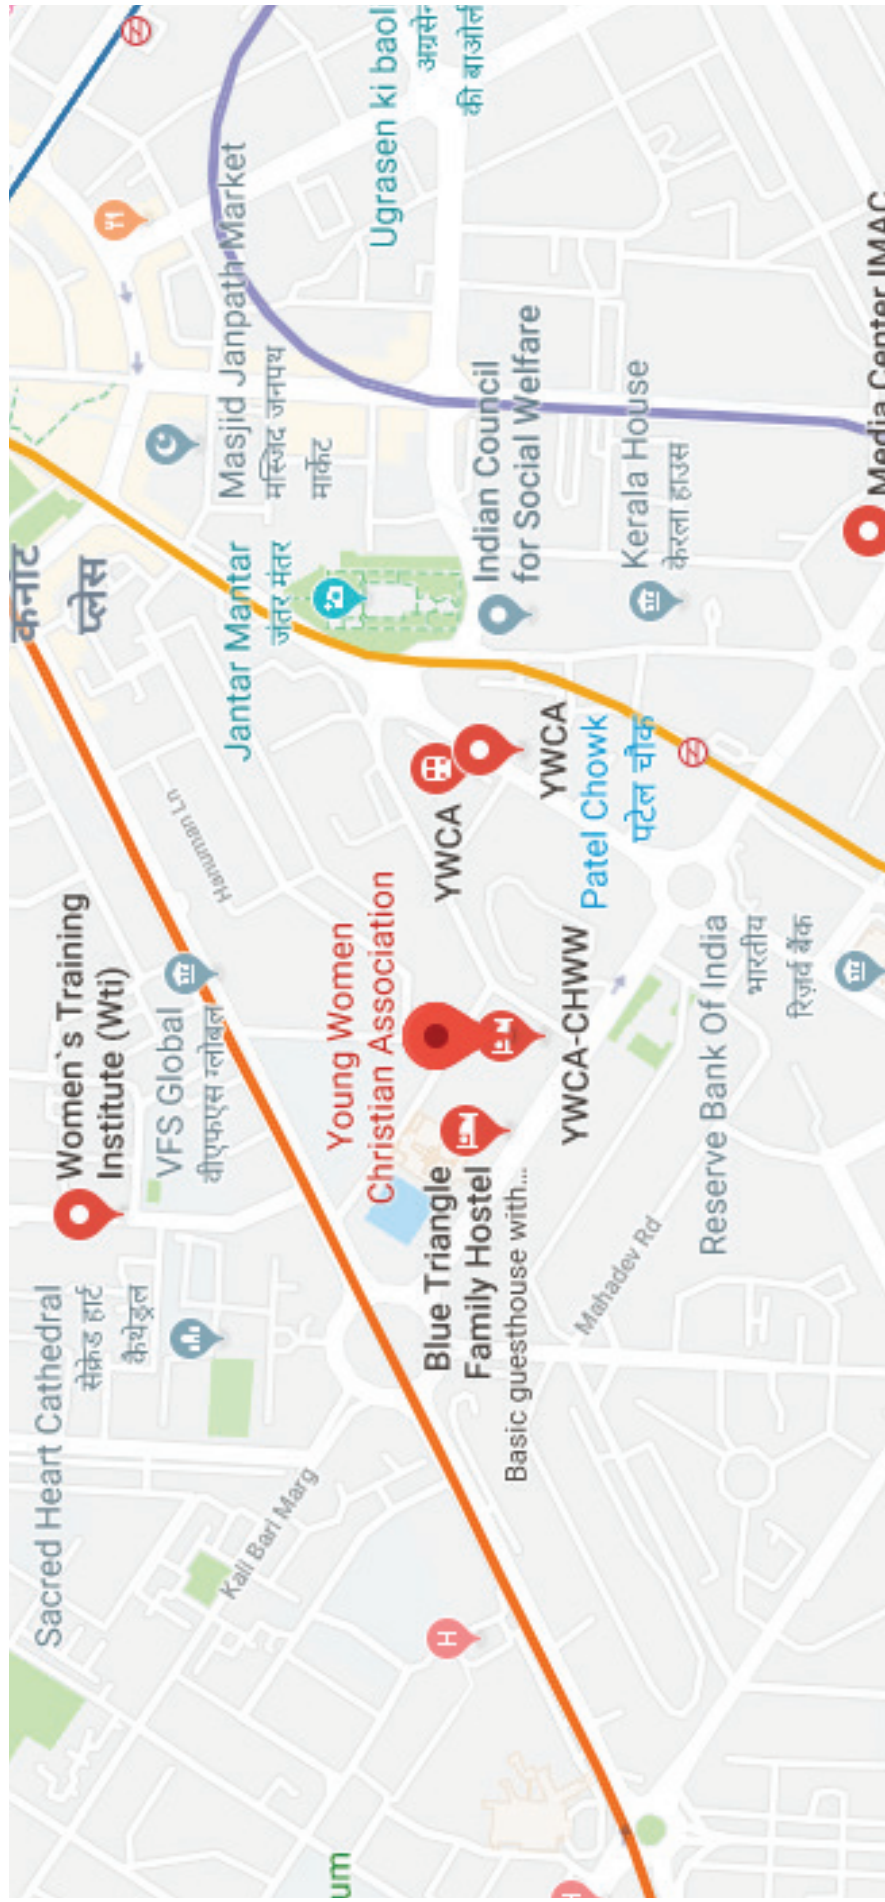 Sacred Heart Cathedral
सेक्रेड हार्ट
कैथेड्रल
Women`s Training
Institute (Wti)
VFS Global
वीएफएस ग्लोबल
कनॉट
प्लेस
Hanuman Ln
Masjid Janpath Market
मस्जिद जनपथ
मार्केट
Jantar Mantar
जंतर मंतर
Kali Bari Marg
Young Women
Christian Association
Ugrasen ki baol
अग्रसेन
की बाओली
YWCA
Blue Triangle
Family Hostel
Basic guesthouse with...
Indian Council
for Social Welfare
YWCA
YWCA-CHWW
Patel Chowk
पटेल चौक
Kerala House
केरला हाउस
Mahadev Rd
Reserve Bank Of India
भारतीय
रिज़र्व बैंक
Media Center IMAC
H
H
um